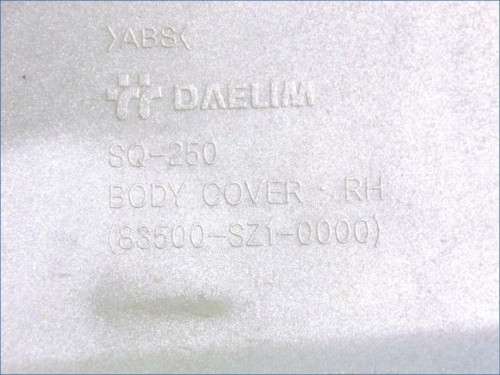 >ABS<
DAELIM
SQ-250
BODY COVER · RH
(83500-SZ1-0000)